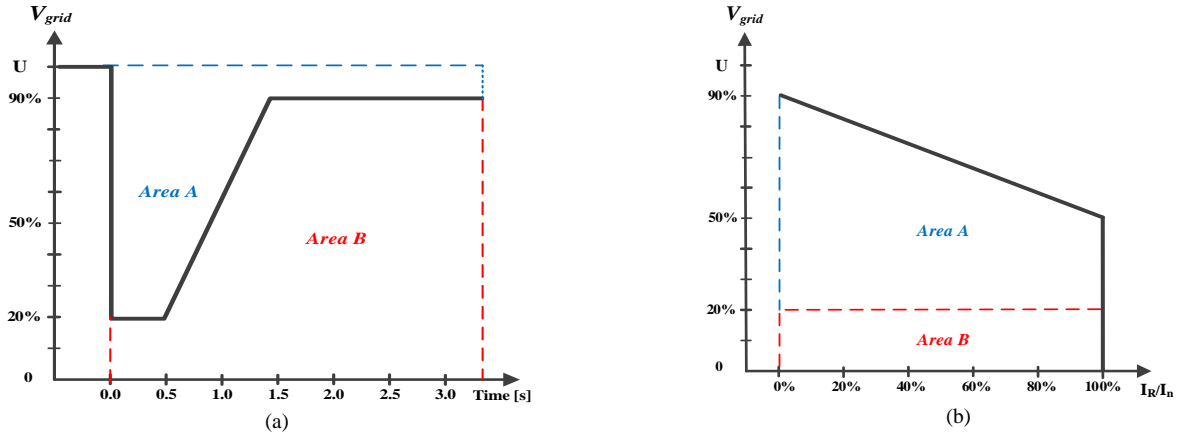 V_grid
U
90%
50%
20%
0
Area A
Area B
0.0 0.5 1.0 1.5 2.0 2.5 3.0 Time [s]
(a)
V_grid
U
90%
50%
20%
0
Area A
Area B
0% 20% 40% 60% 80% 100% I_R/I_n
(b)